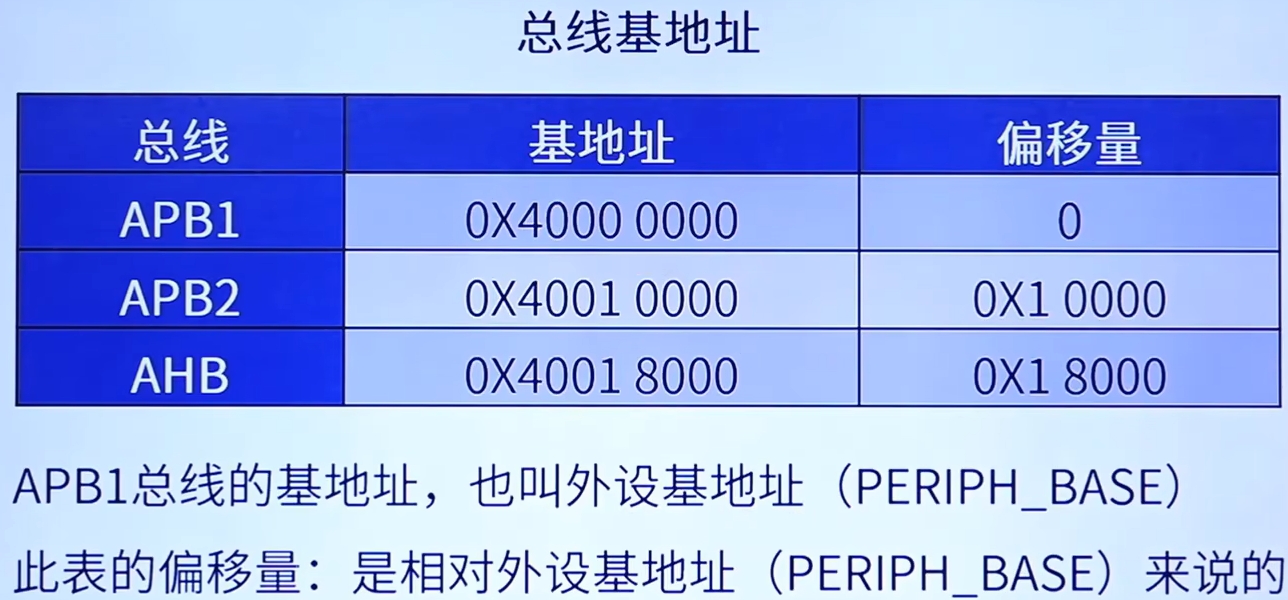 总线基地址
总线 基地址 偏移量
APB1 0X4000 0000 0
APB2 0X4001 0000 0X1 0000
AHB 0X4001 8000 0X1 8000
APB1总线的基地址，也叫外设基地址（PERIPH_BASE）
此表的偏移量：是相对外设基地址（PERIPH_BASE）来说的